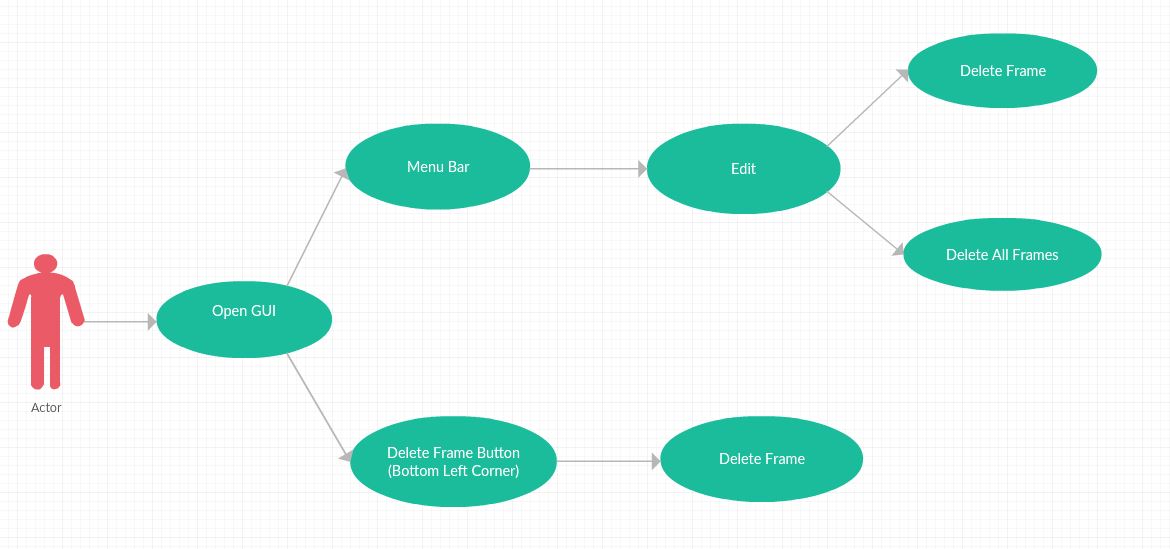 Delete Frame
Menu Bar
Edit
Delete All Frames
Open GUI
Actor
Delete Frame Button
(Bottom Left Corner)
Delete Frame